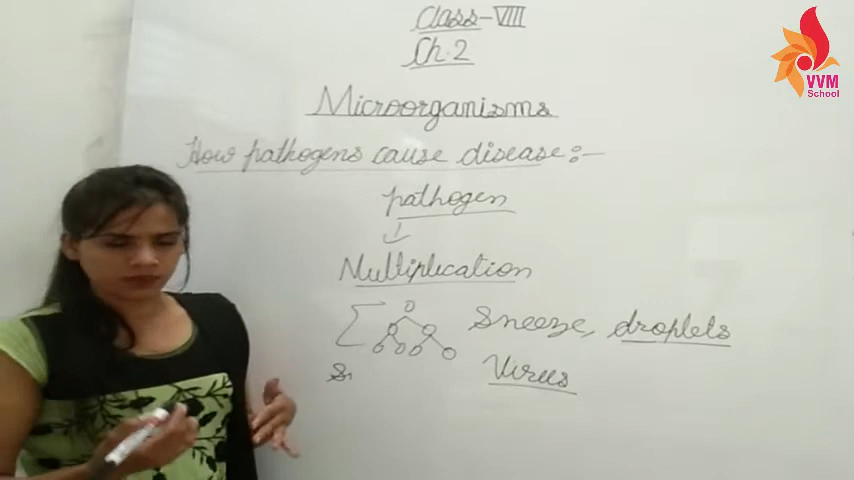 Class-VIII
Ch.2
Microorganisms
How pathogens cause disease:-
pathogen
Multiplication
Sneeze, droplets
Virus
VVM
School